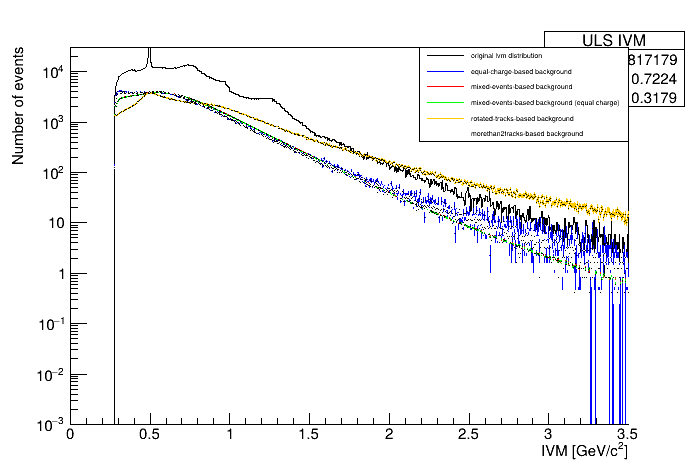 ULS IVM
817179
0.7224
0.3179
original ivm distribution
equal-charge-based background
mixed-events-based background
mixed-events-based background (equal charge)
rotated-tracks-based background
morethan2tracks-based background
Number of events
10⁴
10³
10²
10
1
10⁻¹
10⁻²
10⁻³
0 0.5 1 1.5 2 2.5 3 3.5
IVM [GeV/c²]